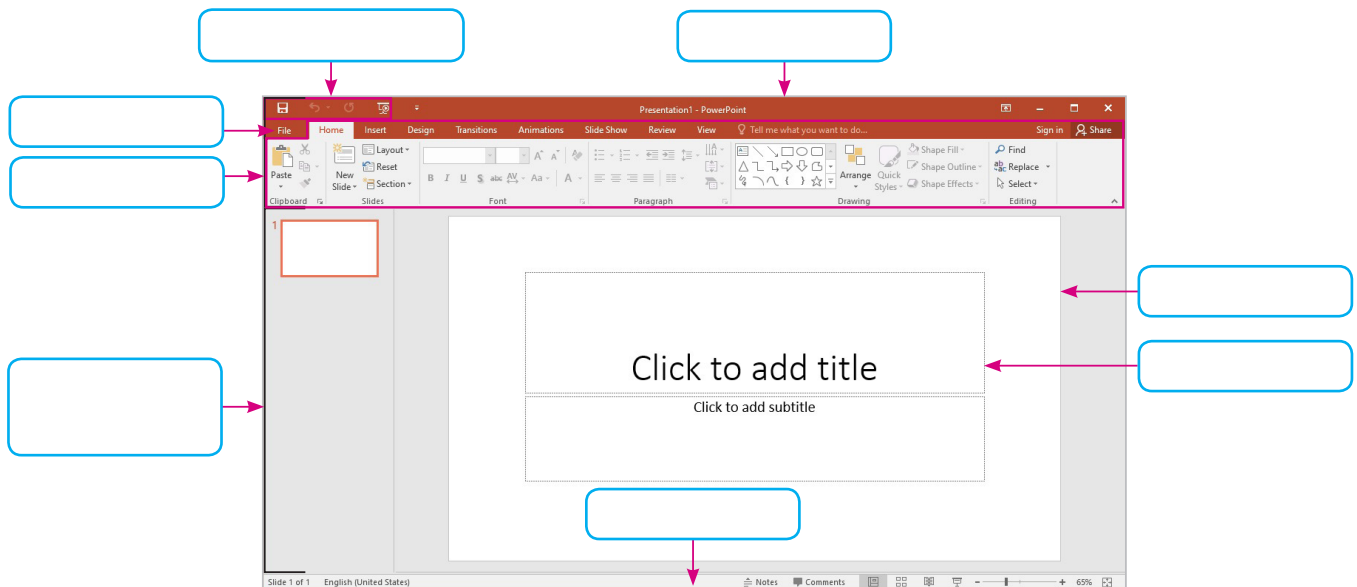 Presentation1 - PowerPoint
File Home Insert Design Transitions Animations Slide Show Review View Tell me what you want to do... Sign in Share
Paste
New Slide
Layout
Reset
Section
B I U S abc AV Aa A
A A
Arrange
Quick Styles
Shape Fill
Shape Outline
Shape Effects
Find
Replace
Select
Clipboard Slides Font Paragraph Drawing Editing
1
Click to add title
Click to add subtitle
Slide 1 of 1 English (United States) Notes Comments 65%